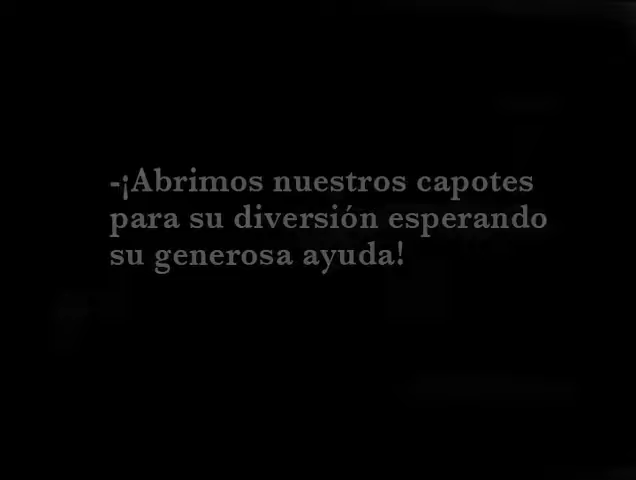 -¡Abrimos nuestros capotes
para su diversión esperando
su generosa ayuda!